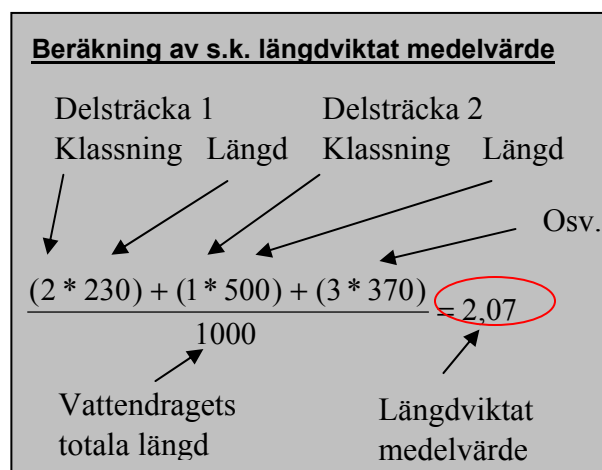 Beräkning av s.k. längdviktat medelvärde
Delsträcka 1 Delsträcka 2
Klassning Längd Klassning Längd
Osv.
(2 * 230) + (1 * 500) + (3 * 370)
1000
= 2,07
Vattendragets
totala längd
Längdviktat
medelvärde